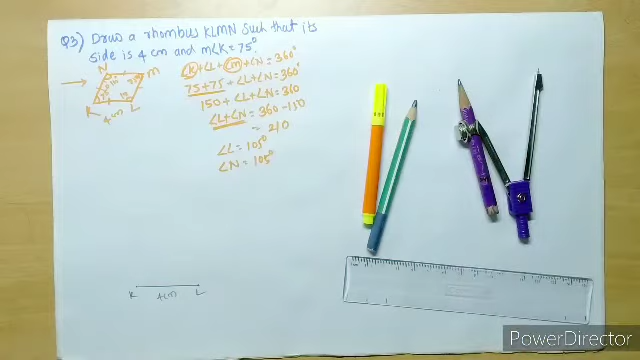 Q3) Draw a rhombus KLMN such that its
side is 4 cm and m∠K = 75°
N M
K L
4cm
∠K + ∠L + ∠M + ∠N = 360°
75 + 75 + ∠L + ∠N = 360°
150 + ∠L + ∠N = 360
∠L + ∠N = 360 - 150
= 210
∠L = 105°
∠N = 105°
K 4cm L
PowerDirector